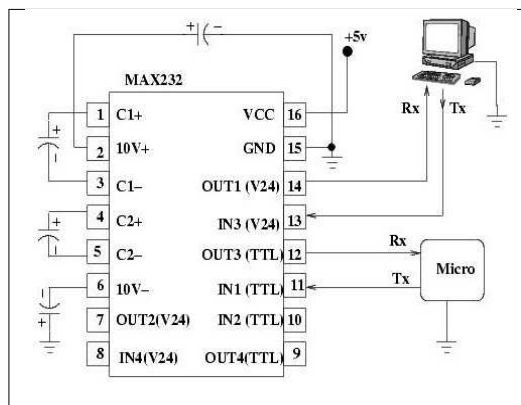 + −
+5v
MAX232
Rx Tx
1 C1+ VCC 16
2 10V+ GND 15
3 C1− OUT1 (V24) 14
4 C2+ IN3 (V24) 13
5 C2− OUT3 (TTL) 12
6 10V− IN1 (TTL) 11
7 OUT2(V24) IN2 (TTL) 10
8 IN4(V24) OUT4(TTL) 9
+
−
+
−
−
+
Rx
Tx
Micro